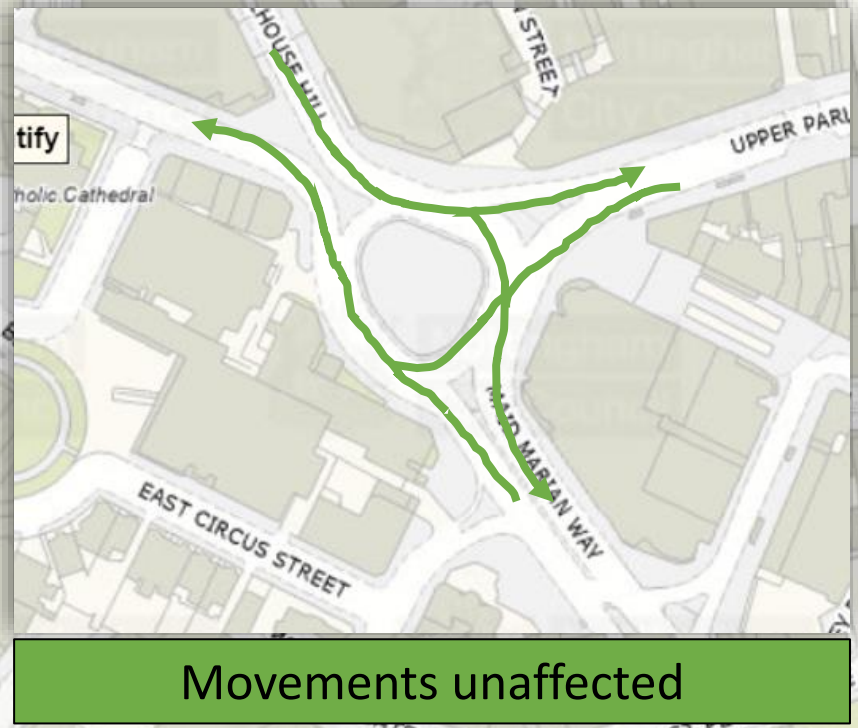 HOUSE HILL
STREET
tify
UPPER PARL
holic Cathedral
MAID MARIAN WAY
EAST CIRCUS STREET
Movements unaffected